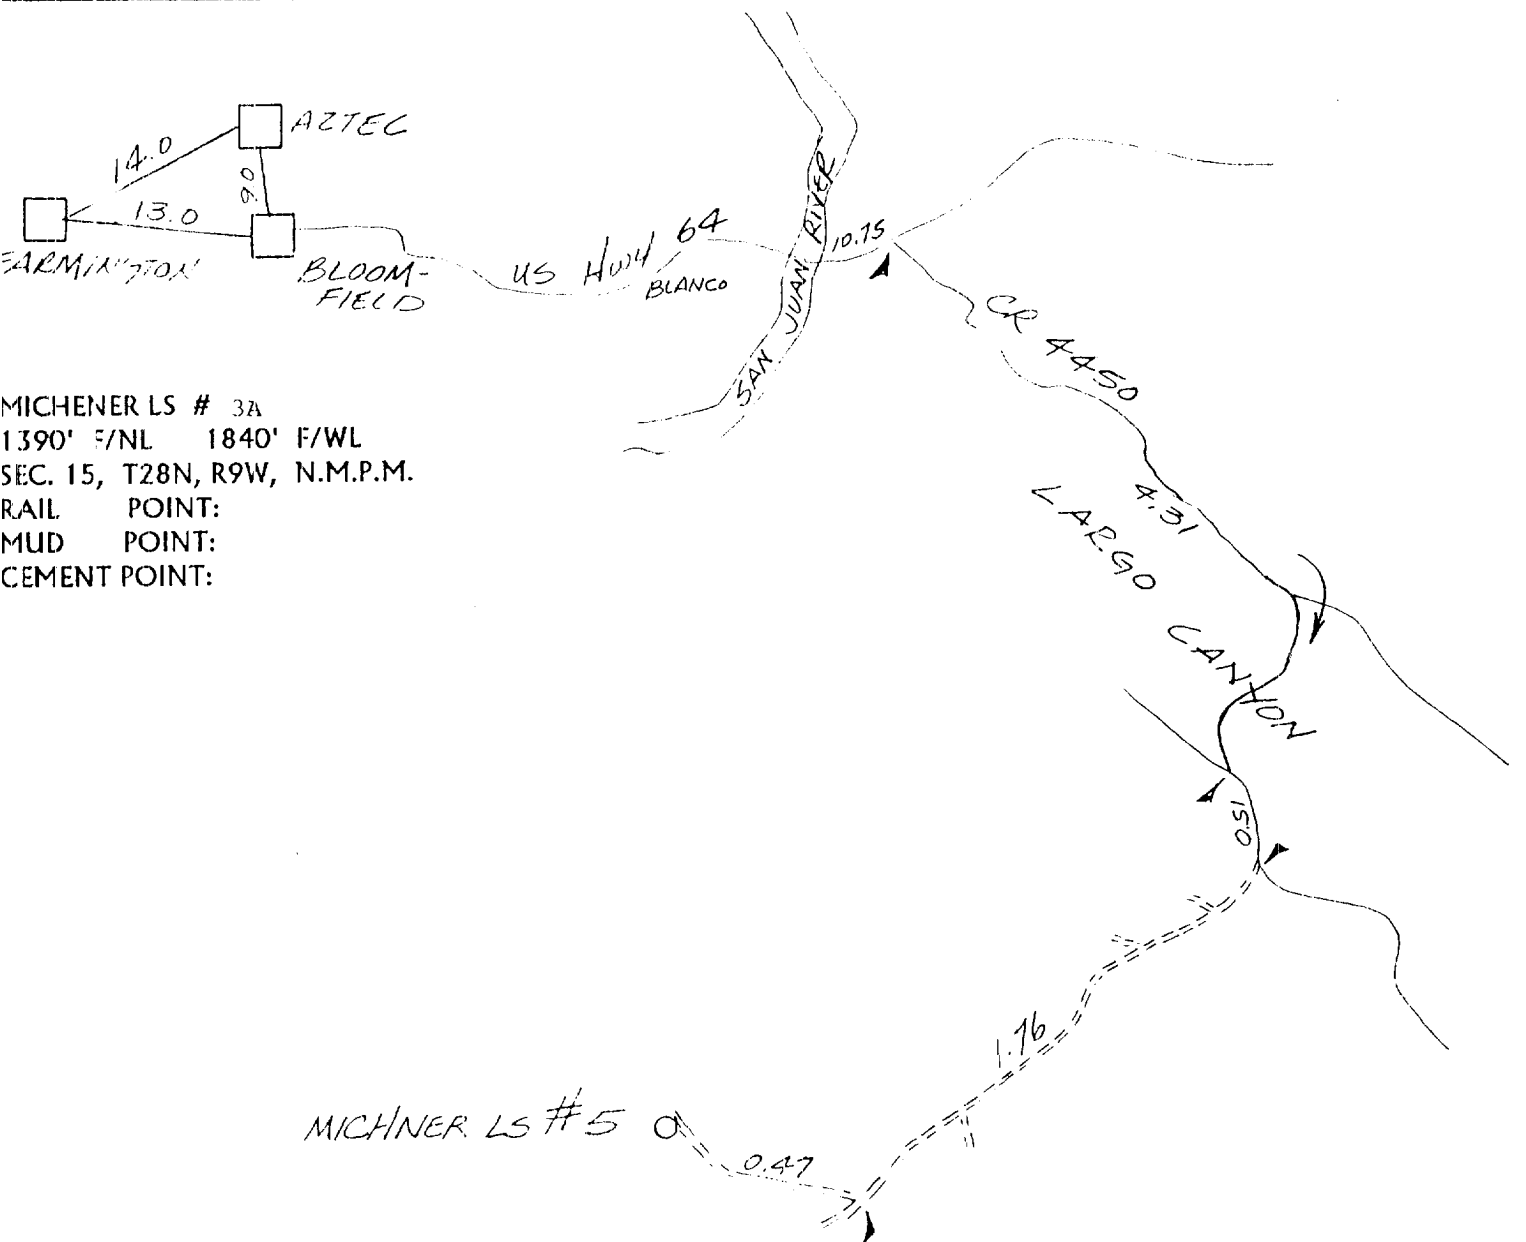 AZTEC
14.0
9.0
13.0
FARMINGTON
BLOOM-
FIELD
US HWY 64
BLANCO
SAN JUAN RIVER
10.75
CR 4450
4.31
LARGO CANYON
MICHENER LS # 3A
1390' F/NL 1840' F/WL
SEC. 15, T28N, R9W, N.M.P.M.
RAIL POINT:
MUD POINT:
CEMENT POINT:
0.51
1.76
MICHNER LS #5
0.47